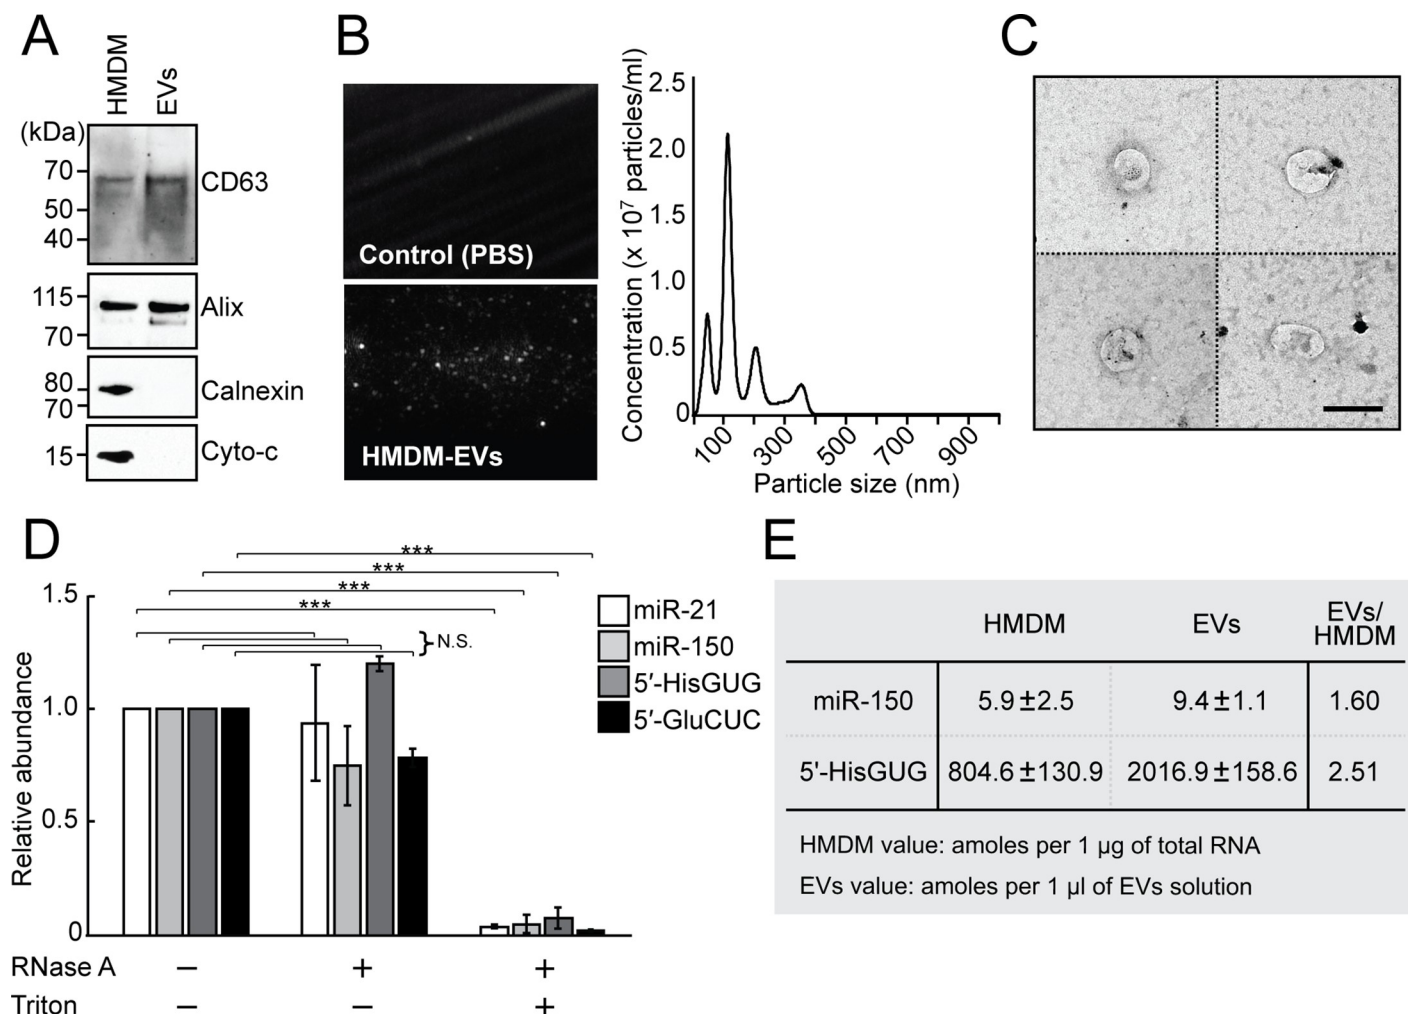 A
HMDM
EVs
(kDa)
70
50
40
CD63
115
70
Alix
80
70
Calnexin
15
Cyto-c
B
Control (PBS)
HMDM-EVs
Concentration (x 10⁷ particles/ml)
2.5
2.0
1.5
1.0
0.5
0
100
300
500
700
900
Particle size (nm)
C
D
Relative abundance
1.5
1.0
0.5
0
***
***
***
***
N.S.
miR-21
miR-150
5′-HisGUG
5′-GluCUC
RNase A − + +
Triton − − +
E
HMDM EVs EVs/
HMDM
miR-150 5.9±2.5 9.4±1.1 1.60
5'-HisGUG 804.6±130.9 2016.9±158.6 2.51
HMDM value: amoles per 1 µg of total RNA
EVs value: amoles per 1 µl of EVs solution